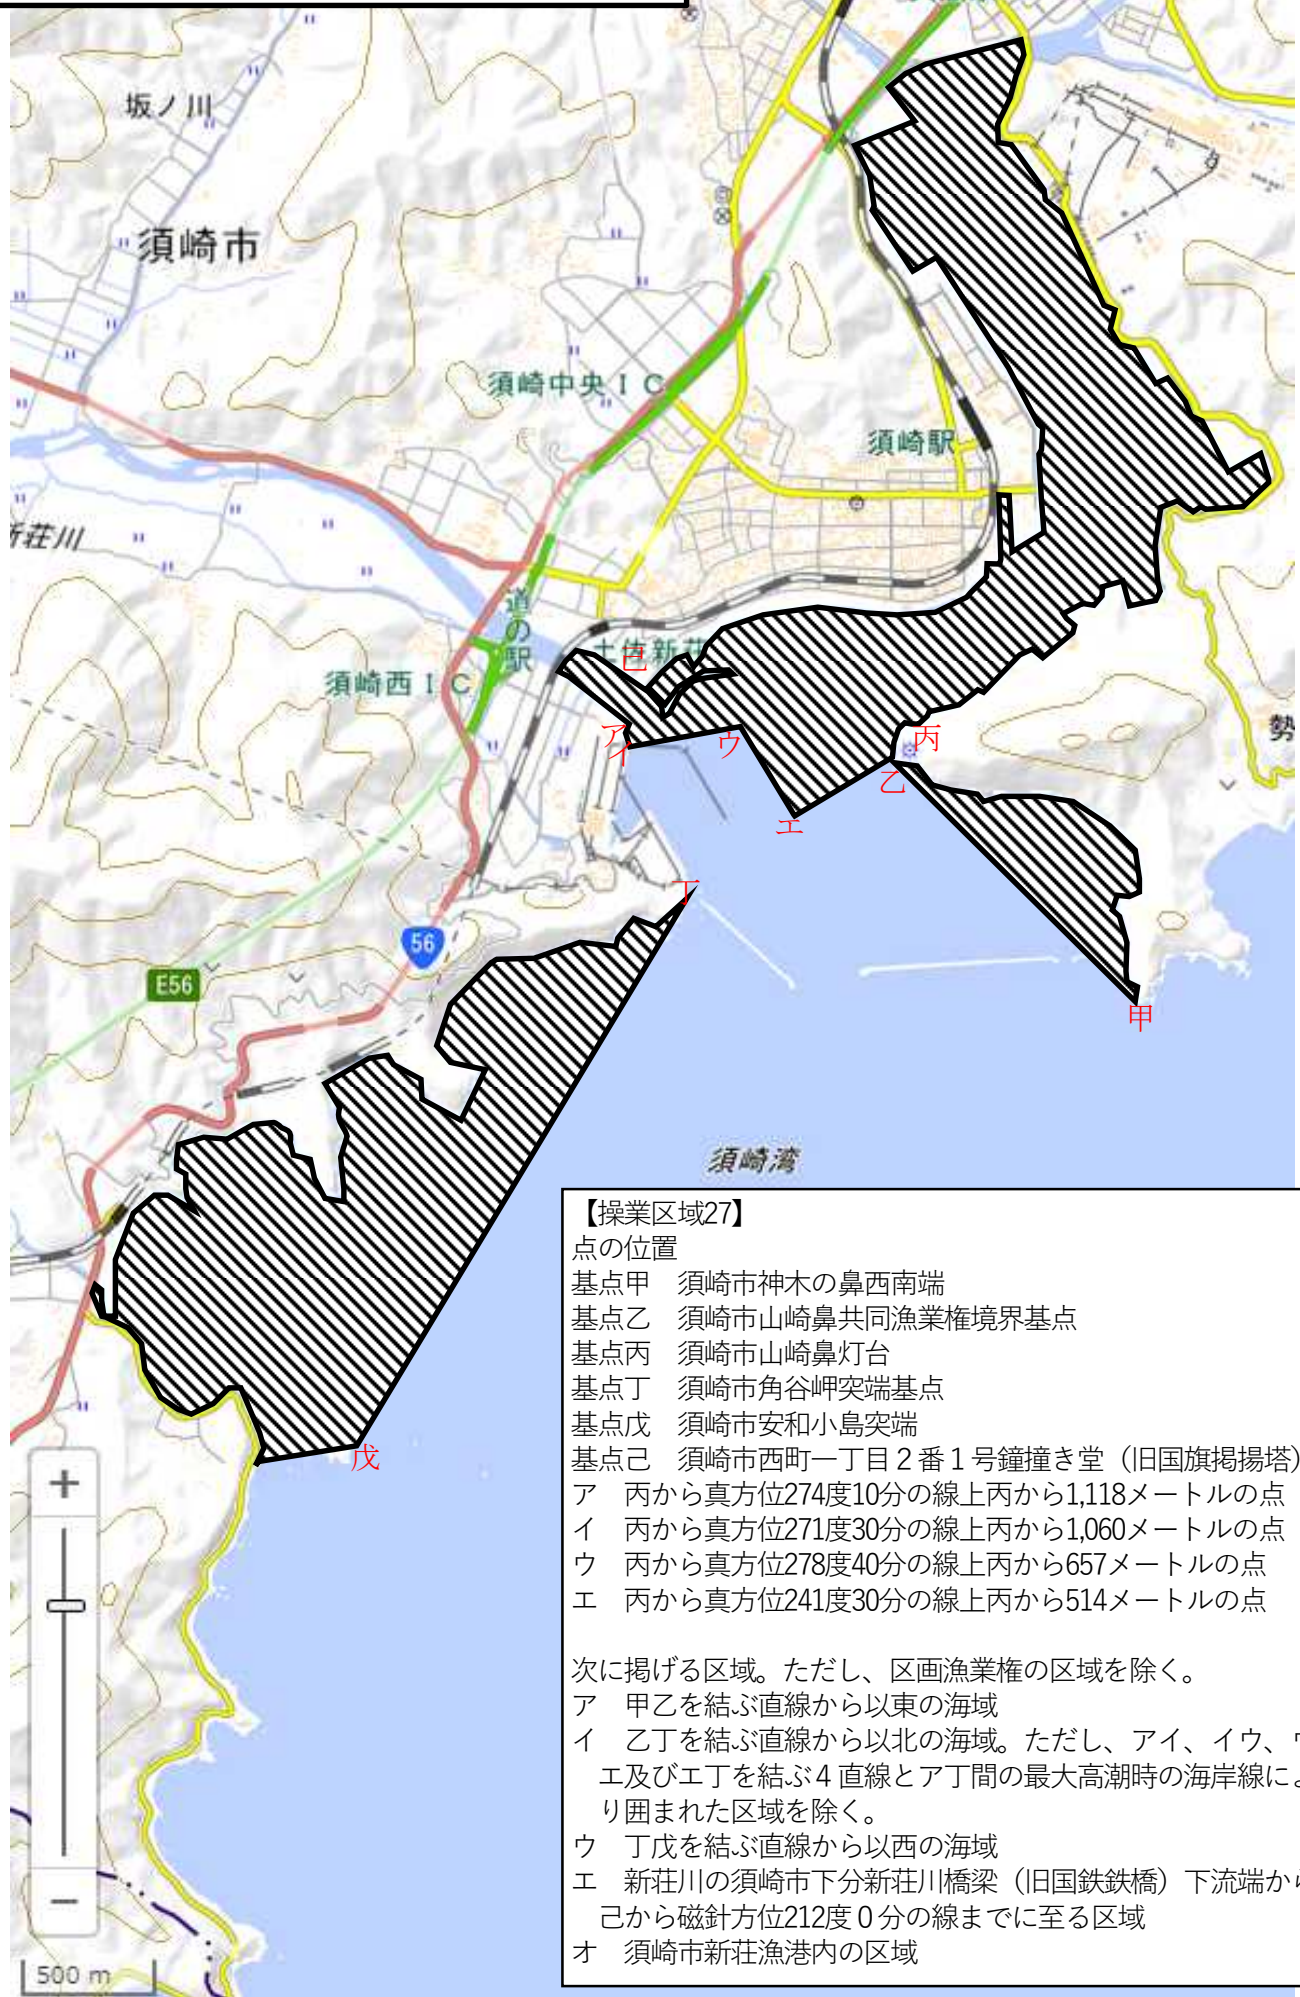 坂ノ川
須崎市
須崎中央ＩＣ
須崎駅
新荘川
道の駅
土佐新荘
己
須崎西ＩＣ
ア
イ
ウ
丙
乙
エ
勢
丁
56
E56
甲
須崎湾
戊
【操業区域27】
点の位置
基点甲　須崎市神木の鼻西南端
基点乙　須崎市山崎鼻共同漁業権境界基点
基点丙　須崎市山崎鼻灯台
基点丁　須崎市角谷岬突端基点
基点戊　須崎市安和小島突端
基点己　須崎市西町一丁目２番１号鐘撞き堂（旧国旗掲揚塔）
ア　丙から真方位274度10分の線上丙から1,118メートルの点
イ　丙から真方位271度30分の線上丙から1,060メートルの点
ウ　丙から真方位278度40分の線上丙から657メートルの点
エ　丙から真方位241度30分の線上丙から514メートルの点
次に掲げる区域。ただし、区画漁業権の区域を除く。
ア　甲乙を結ぶ直線から以東の海域
イ　乙丁を結ぶ直線から以北の海域。ただし、アイ、イウ、ウ
エ及びエ丁を結ぶ４直線とア丁間の最大高潮時の海岸線によ
り囲まれた区域を除く。
ウ　丁戊を結ぶ直線から以西の海域
エ　新荘川の須崎市下分新荘川橋梁（旧国鉄鉄橋）下流端から
己から磁針方位212度０分の線までに至る区域
オ　須崎市新荘漁港内の区域
＋
－
500 m